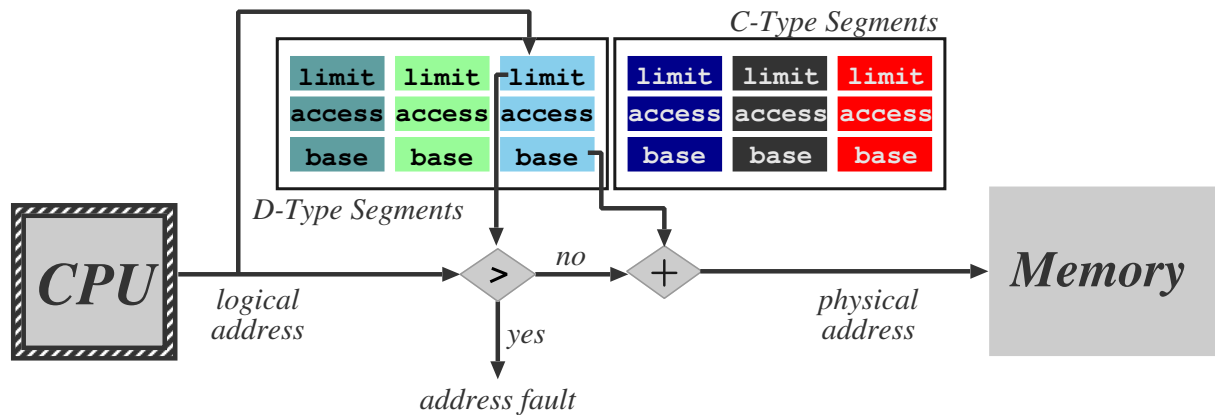 C-Type Segments
limit limit limit limit limit limit
access access access access access access
base base base base base base
D-Type Segments
CPU
>
no
+
Memory
logical
address
physical
address
yes
address fault